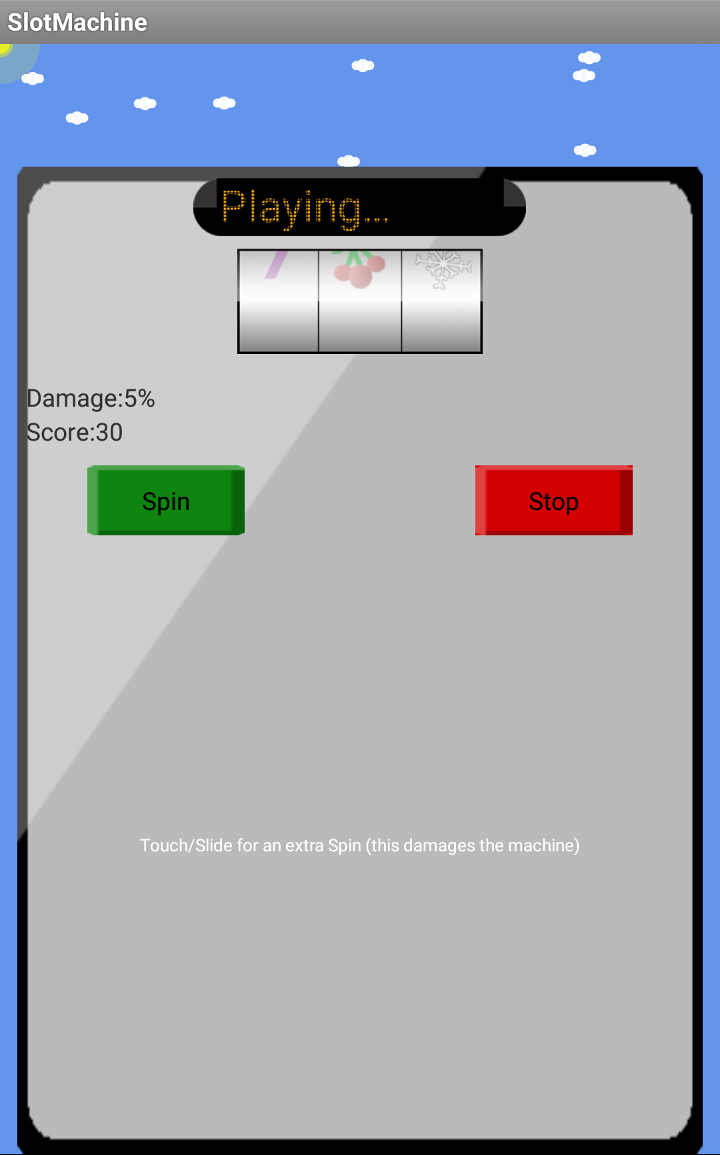 SlotMachine
Playing...
Damage:5%
Score:30
Spin
Stop
Touch/Slide for an extra Spin (this damages the machine)